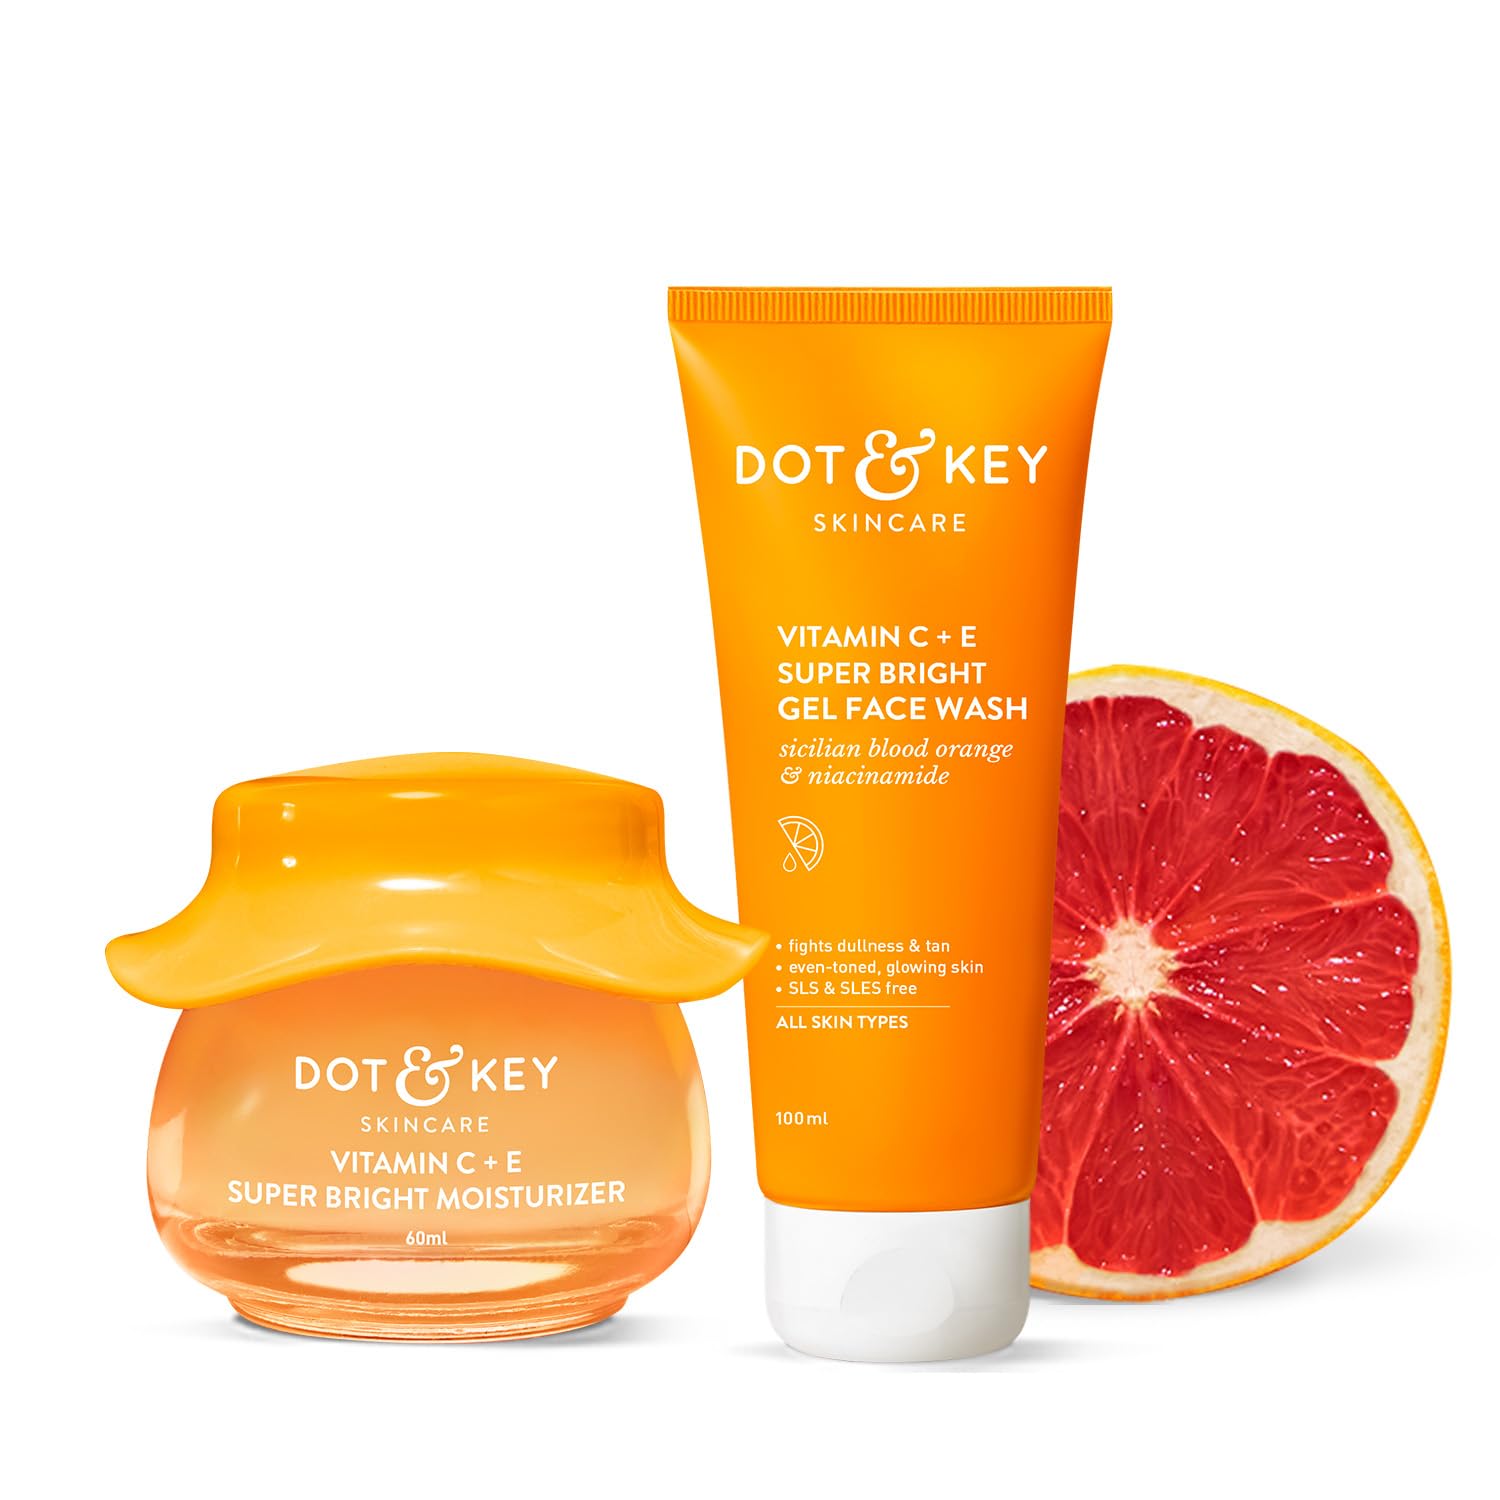 DOT & KEY
SKINCARE
VITAMIN C + E
SUPER BRIGHT
GEL FACE WASH
sicilian blood orange
& niacinamide
• fights dullness & tan
• even-toned, glowing skin
• SLS & SLES free
ALL SKIN TYPES
100ml
DOT & KEY
SKINCARE
VITAMIN C + E
SUPER BRIGHT MOISTURIZER
60ml